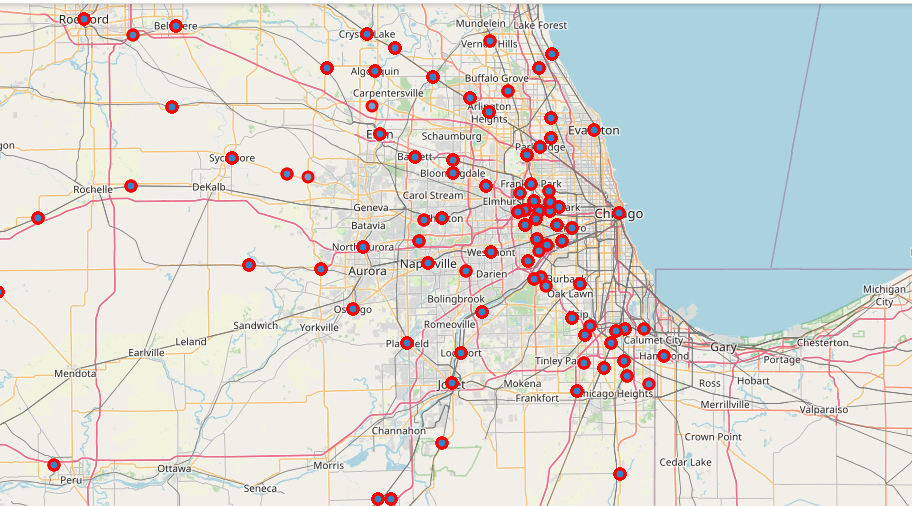 Mundelein
Lake Forest
Rockford
Belvidere
Crystal Lake
Vernon Hills
Algonquin
Buffalo Grove
Carpentersville
Arlington
Heights
Elgin
Schaumburg
Evanston
Park Ridge
Bartlett
Sycamore
Bloomingdale
Rochelle
DeKalb
Carol Stream
Franklin Park
Elmhurst
Geneva
Chicago
Batavia
North Aurora
Westmont
Naperville
Aurora
Darien
Burbank
Oak Lawn
Michigan
City
Bolingbrook
Oswego
Sandwich
Yorkville
Romeoville
Leland
Plainfield
Calumet City
Gary
Chesterton
Earlville
Lockport
Tinley Park
Hammond
Portage
Mendota
Joliet
Mokena
Ross
Hobart
Frankfort
Chicago Heights
Merrillville
Valparaiso
Channahon
Crown Point
Morris
Cedar Lake
Ottawa
Peru
Seneca